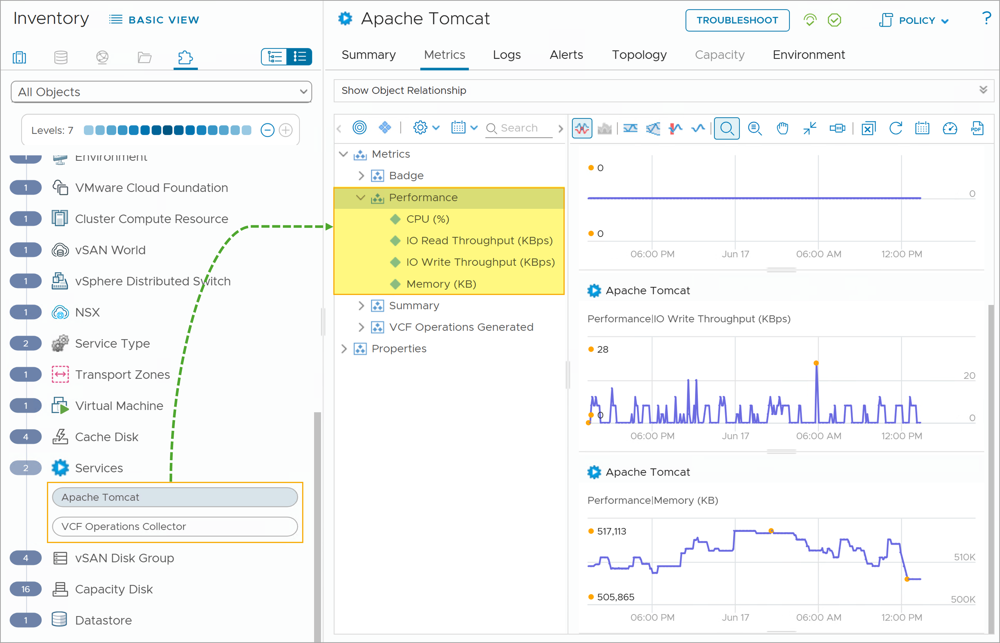 Inventory
BASIC VIEW
All Objects
Levels: 7
1 Environment
1 VMware Cloud Foundation
1 Cluster Compute Resource
1 vSAN World
1 vSphere Distributed Switch
1 NSX
2 Service Type
1 Transport Zones
1 Virtual Machine
4 Cache Disk
2 Services
Apache Tomcat
VCF Operations Collector
4 vSAN Disk Group
16 Capacity Disk
1 Datastore
Apache Tomcat
TROUBLESHOOT
POLICY
?
Summary Metrics Logs Alerts Topology Capacity Environment
Show Object Relationship
Search
PDF
Metrics
Badge
Performance
CPU (%)
IO Read Throughput (KBps)
IO Write Throughput (KBps)
Memory (KB)
Summary
VCF Operations Generated
Properties
0
0
0
06:00 PM Jun 17 06:00 AM 12:00 PM
Apache Tomcat
Performance|IO Write Throughput (KBps)
28
20
0
0
06:00 PM Jun 17 06:00 AM 12:00 PM
Apache Tomcat
Performance|Memory (KB)
517,113
510K
505,865
500K
06:00 PM Jun 17 06:00 AM 12:00 PM